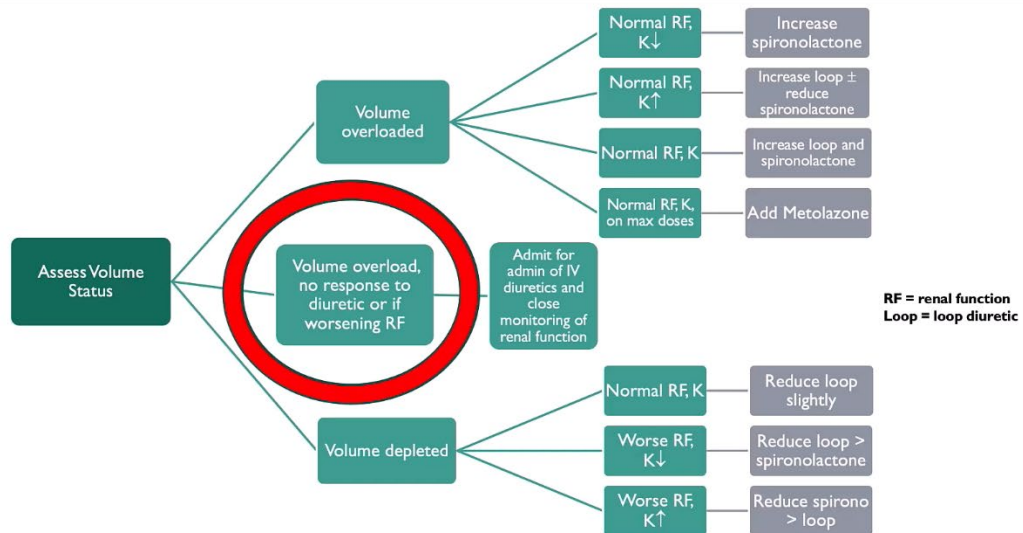 Assess Volume
Status
Volume
overloaded
Normal RF,
K↓
Increase
spironolactone
Normal RF,
K↑
Increase loop ±
reduce
spironolactone
Normal RF, K
Increase loop and
spironolactone
Normal RF, K,
on max doses
Add Metolazone
Volume overload,
no response to
diuretic or if
worsening RF
Admit for
admin of IV
diuretics and
close
monitoring of
renal function
Volume depleted
Normal RF, K
Reduce loop
slightly
Worse RF,
K↓
Reduce loop >
spironolactone
Worse RF,
K↑
Reduce spirono
> loop
RF = renal function
Loop = loop diuretic